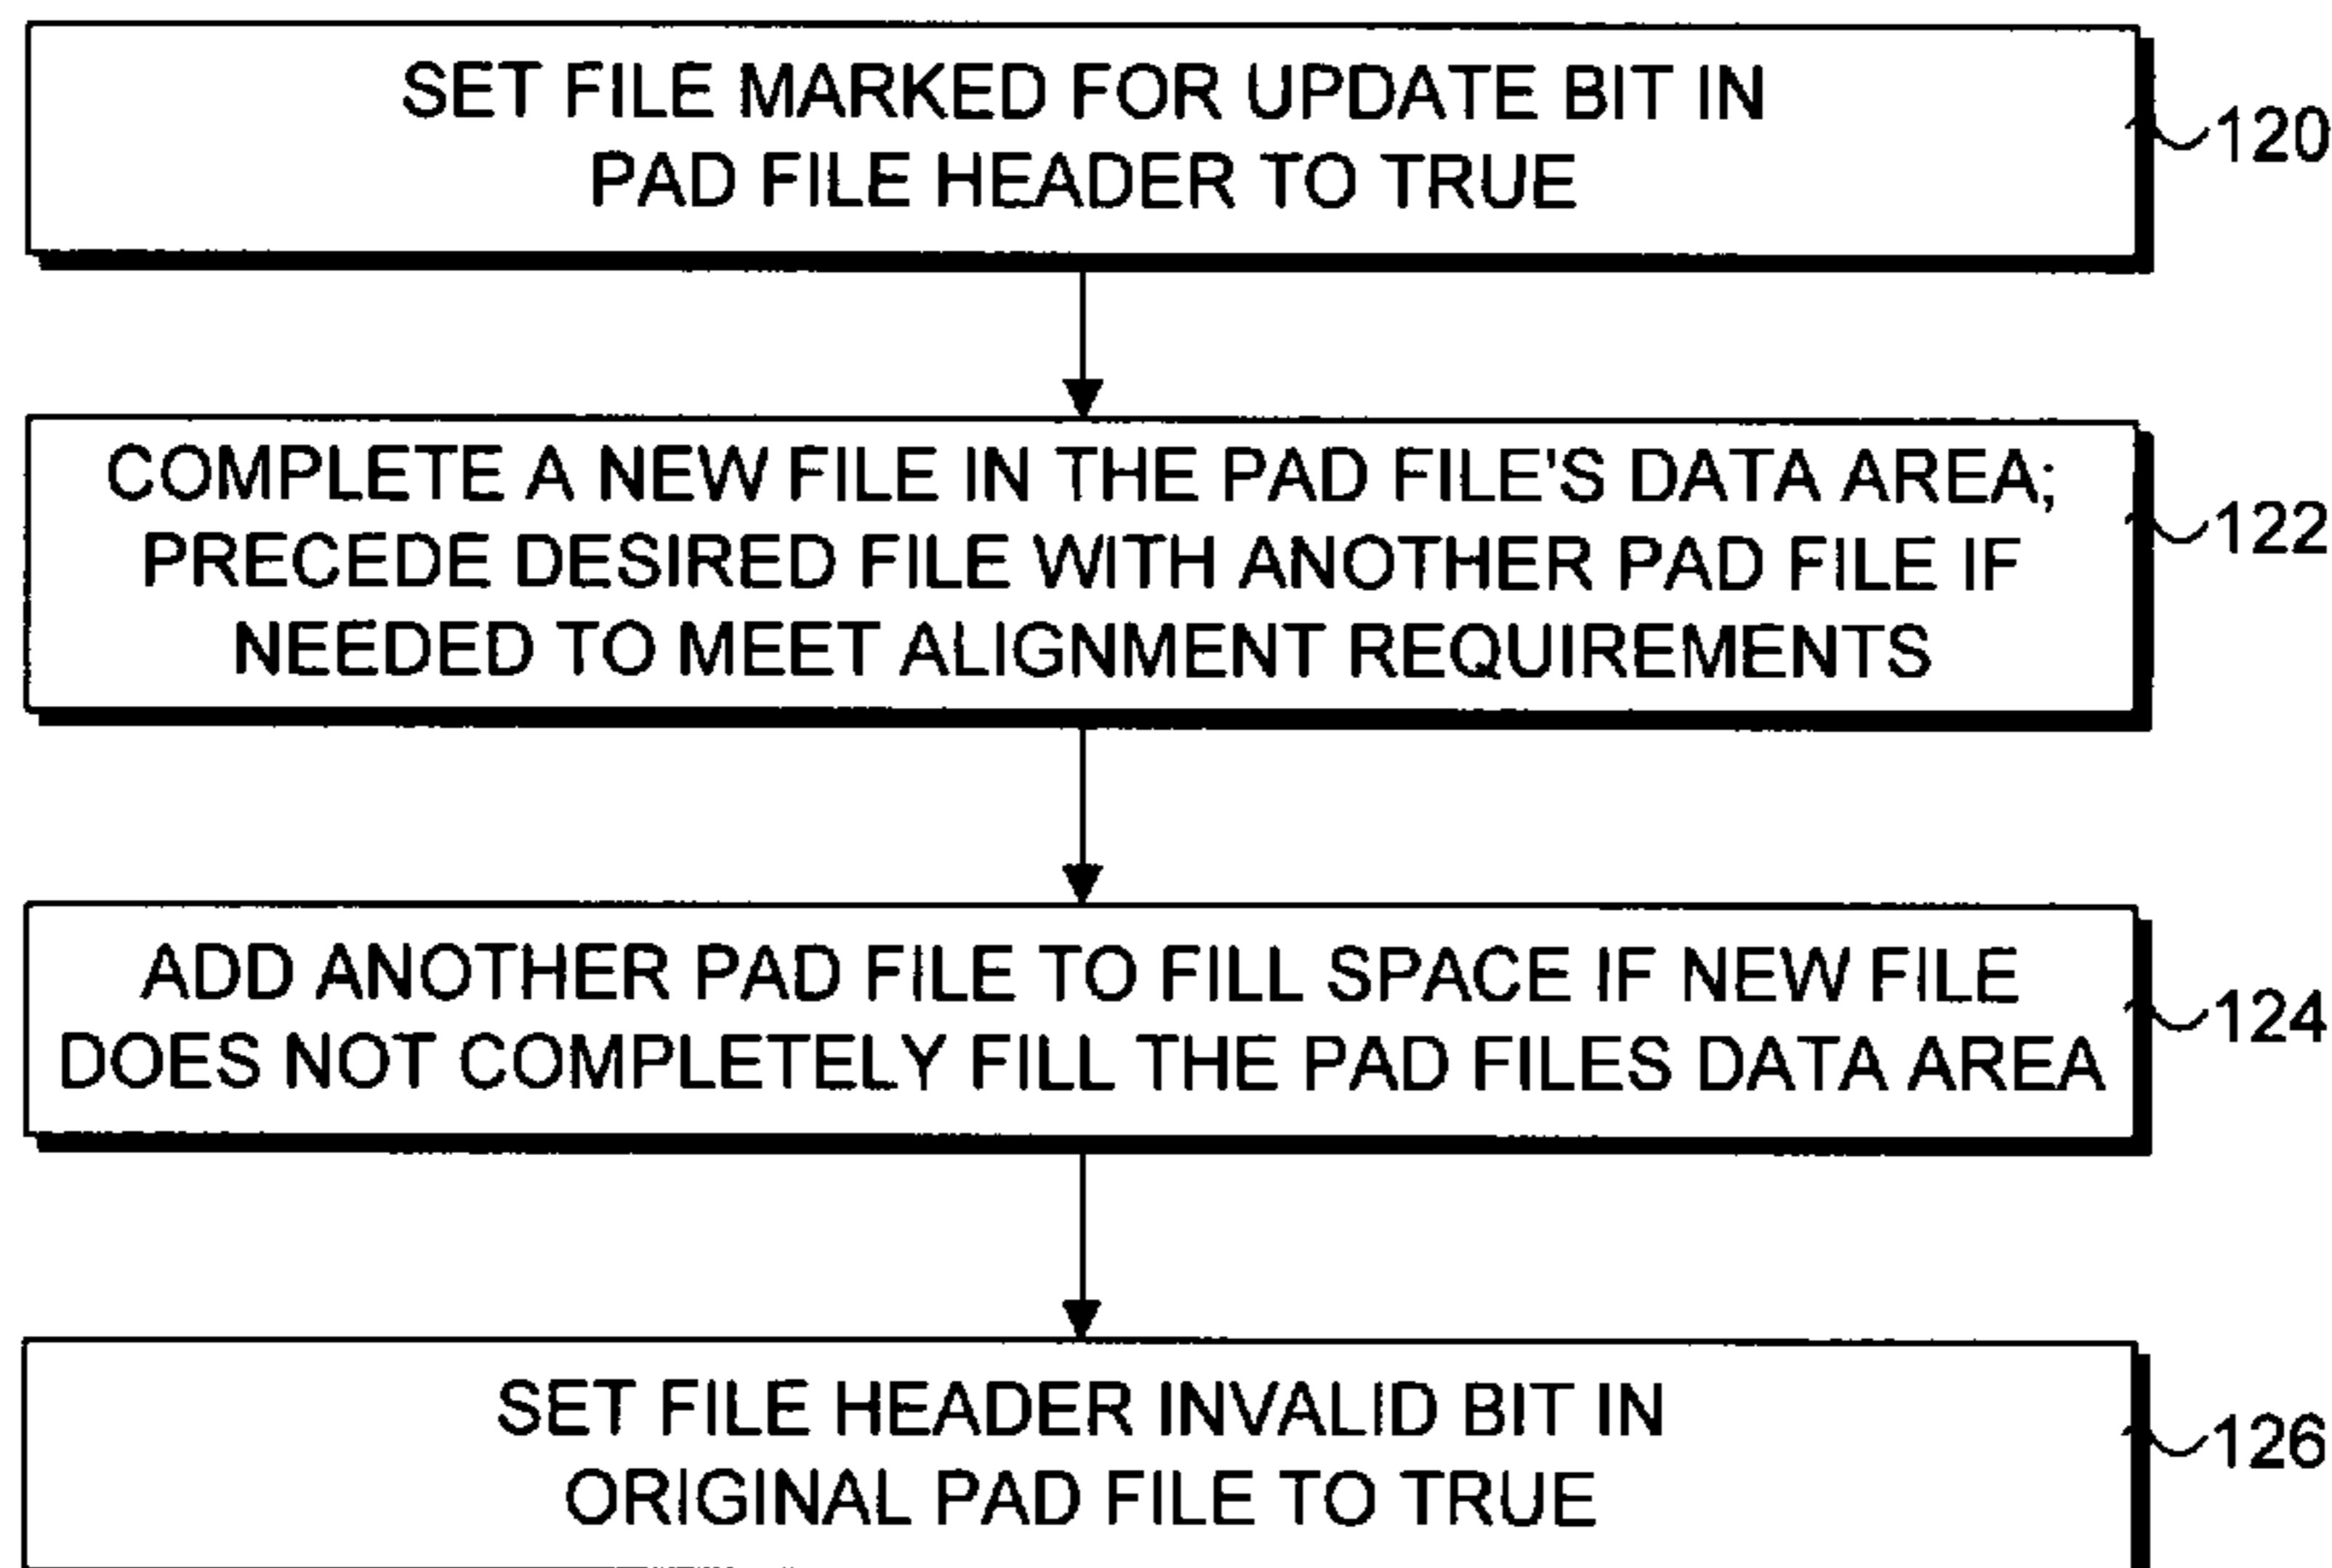 SET FILE MARKED FOR UPDATE BIT IN
PAD FILE HEADER TO TRUE
120
COMPLETE A NEW FILE IN THE PAD FILE'S DATA AREA;
PRECEDE DESIRED FILE WITH ANOTHER PAD FILE IF
NEEDED TO MEET ALIGNMENT REQUIREMENTS
122
ADD ANOTHER PAD FILE TO FILL SPACE IF NEW FILE
DOES NOT COMPLETELY FILL THE PAD FILES DATA AREA
124
SET FILE HEADER INVALID BIT IN
ORIGINAL PAD FILE TO TRUE
126